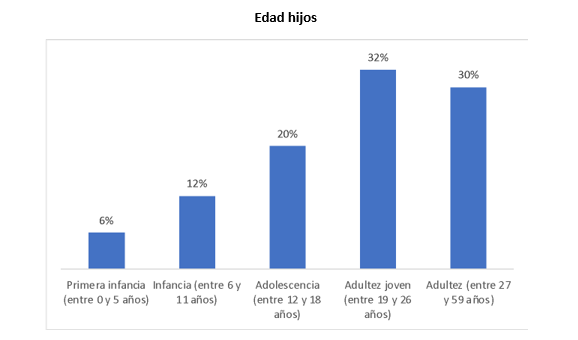 Edad hijos
6%
12%
20%
32%
30%
Primera infancia
(entre 0 y 5 años)
Infancia (entre 6 y
11 años)
Adolescencia
(entre 12 y 18
años)
Adultez joven
(entre 19 y 26
años)
Adultez (entre 27
y 59 años)